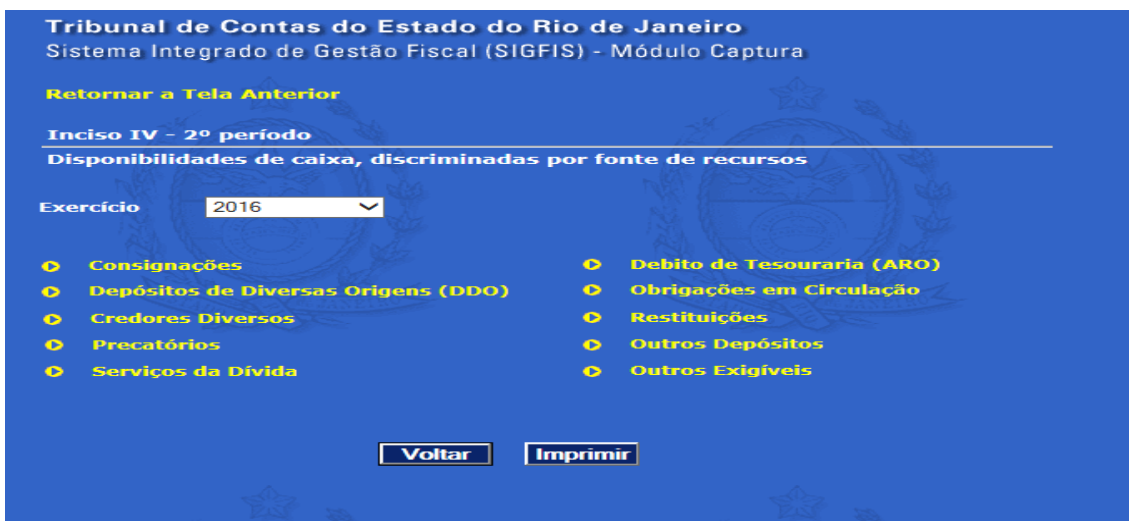 Tribunal de Contas do Estado do Rio de Janeiro
Sistema Integrado de Gestão Fiscal (SIGFIS) - Módulo Captura
Retornar a Tela Anterior
Inciso IV - 2º período
Disponibilidades de caixa, discriminadas por fonte de recursos
Exercício 2016
Consignações
Depósitos de Diversas Origens (DDO)
Credores Diversos
Precatórios
Serviços da Dívida
Debito de Tesouraria (ARO)
Obrigações em Circulação
Restituições
Outros Depósitos
Outros Exigíveis
Voltar Imprimir